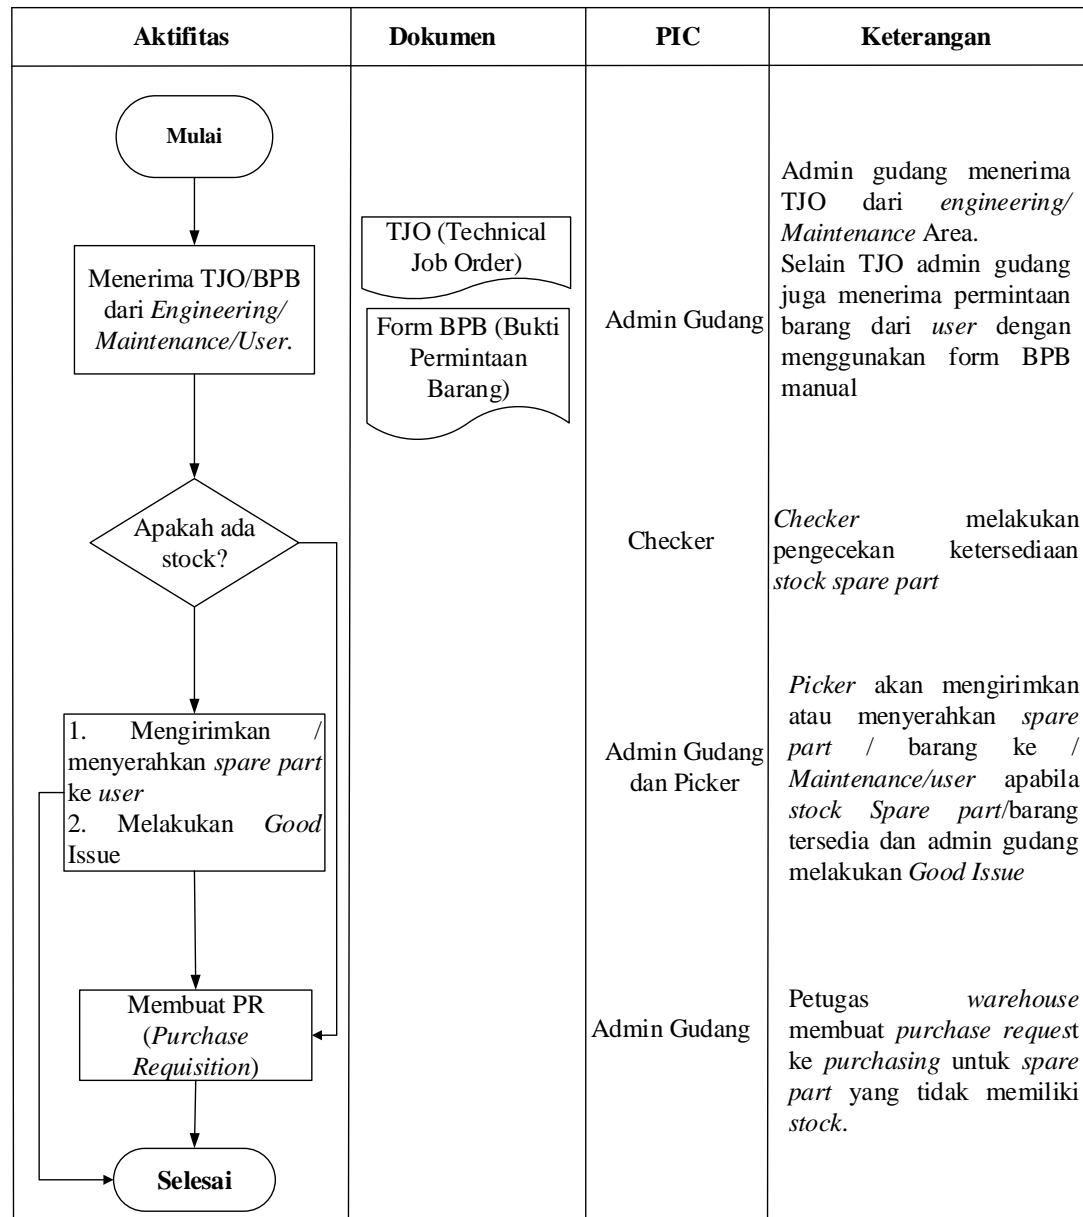 Aktifitas
Dokumen
PIC
Keterangan
Mulai
Menerima TJO/BPB
dari Engineering/
Maintenance/User.
TJO (Technical
Job Order)
Form BPB (Bukti
Permintaan
Barang)
Admin Gudang
Admin gudang menerima
TJO dari engineering/
Maintenance Area.
Selain TJO admin gudang
juga menerima permintaan
barang dari user dengan
menggunakan form BPB
manual
Apakah ada
stock?
Checker
Checker melakukan
pengecekan ketersediaan
stock spare part
1. Mengirimkan /
menyerahkan spare part
ke user
2. Melakukan Good
Issue
Admin Gudang
dan Picker
Picker akan mengirimkan
atau menyerahkan spare
part / barang ke /
Maintenance/user apabila
stock Spare part/barang
tersedia dan admin gudang
melakukan Good Issue
Membuat PR
(Purchase
Requisition)
Admin Gudang
Petugas warehouse
membuat purchase request
ke purchasing untuk spare
part yang tidak memiliki
stock.
Selesai